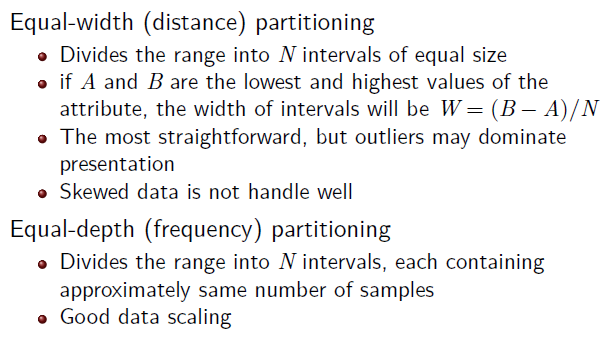 Equal-width (distance) partitioning
Divides the range into N intervals of equal size
if A and B are the lowest and highest values of the
attribute, the width of intervals will be W = (B − A)/N
The most straightforward, but outliers may dominate
presentation
Skewed data is not handle well
Equal-depth (frequency) partitioning
Divides the range into N intervals, each containing
approximately same number of samples
Good data scaling